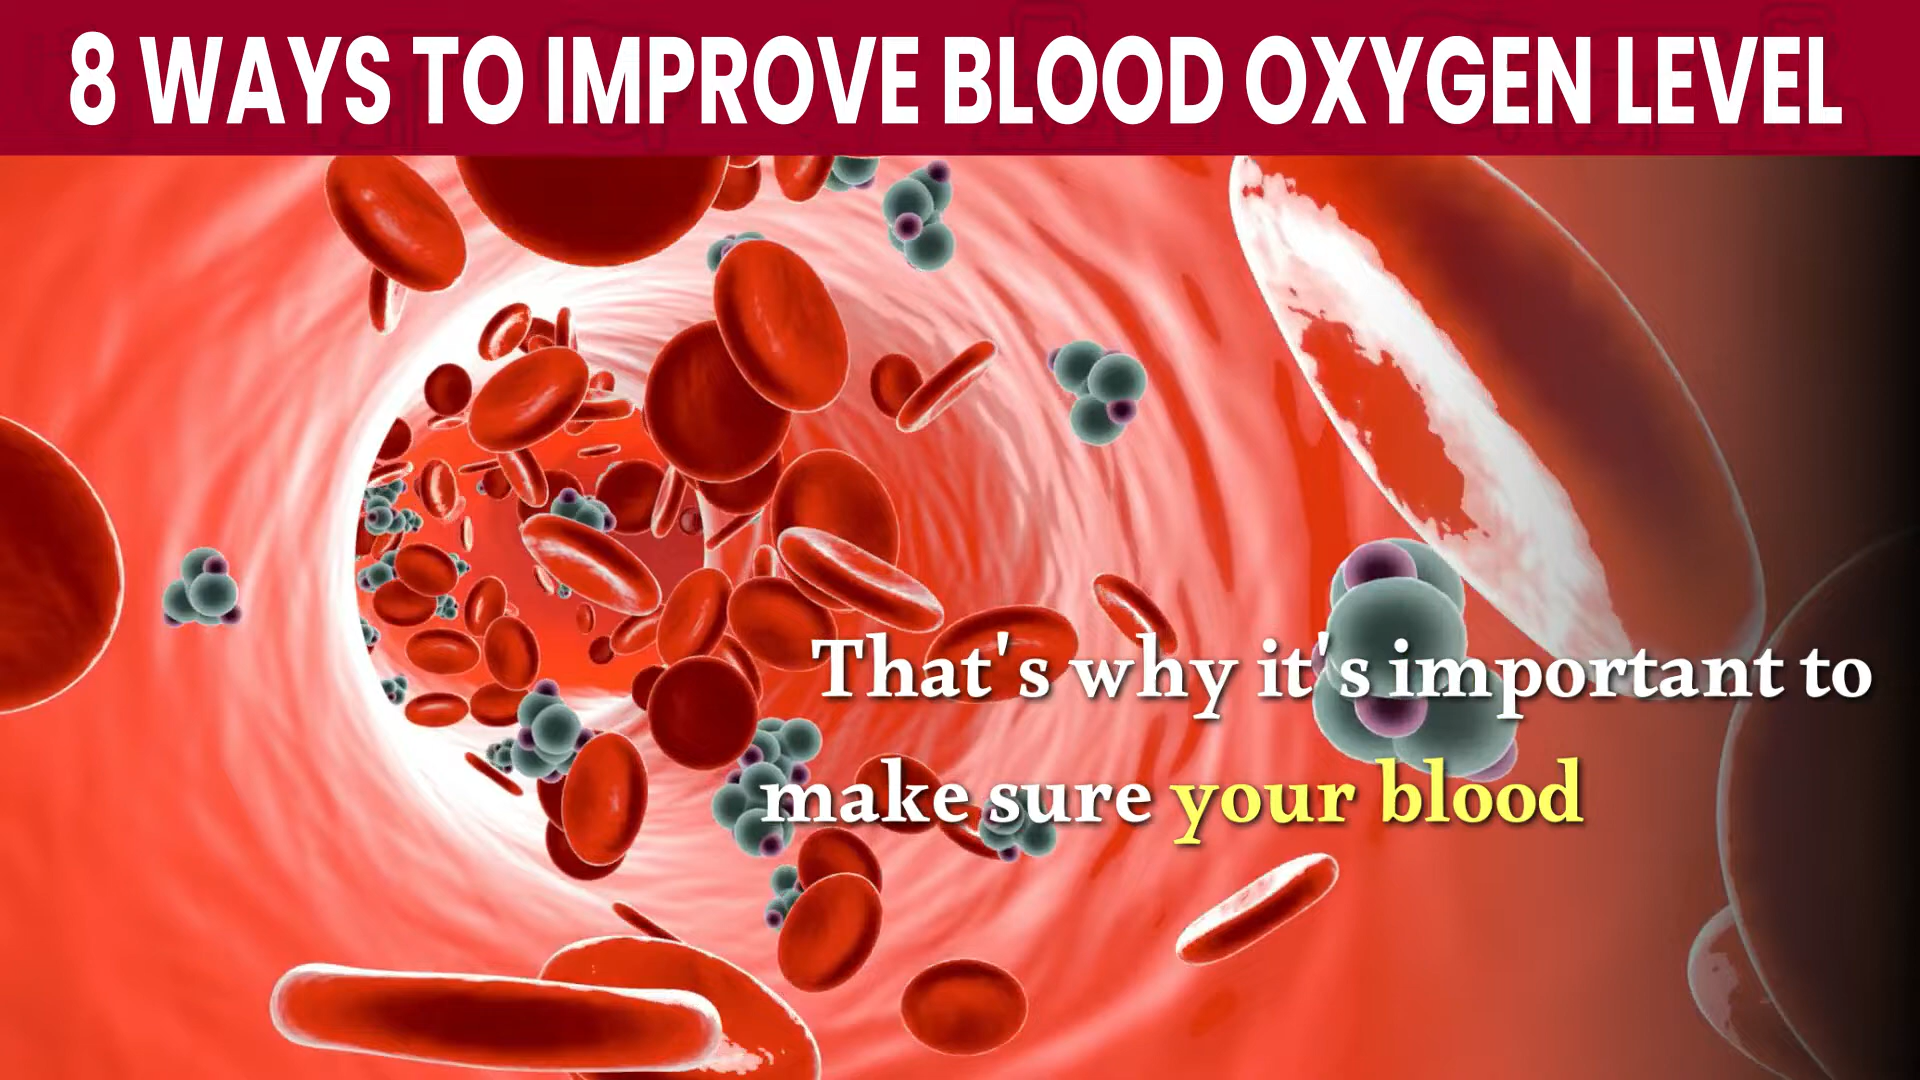 8 WAYS TO IMPROVE BLOOD OXYGEN LEVEL
That's why it's important to
make sure your blood